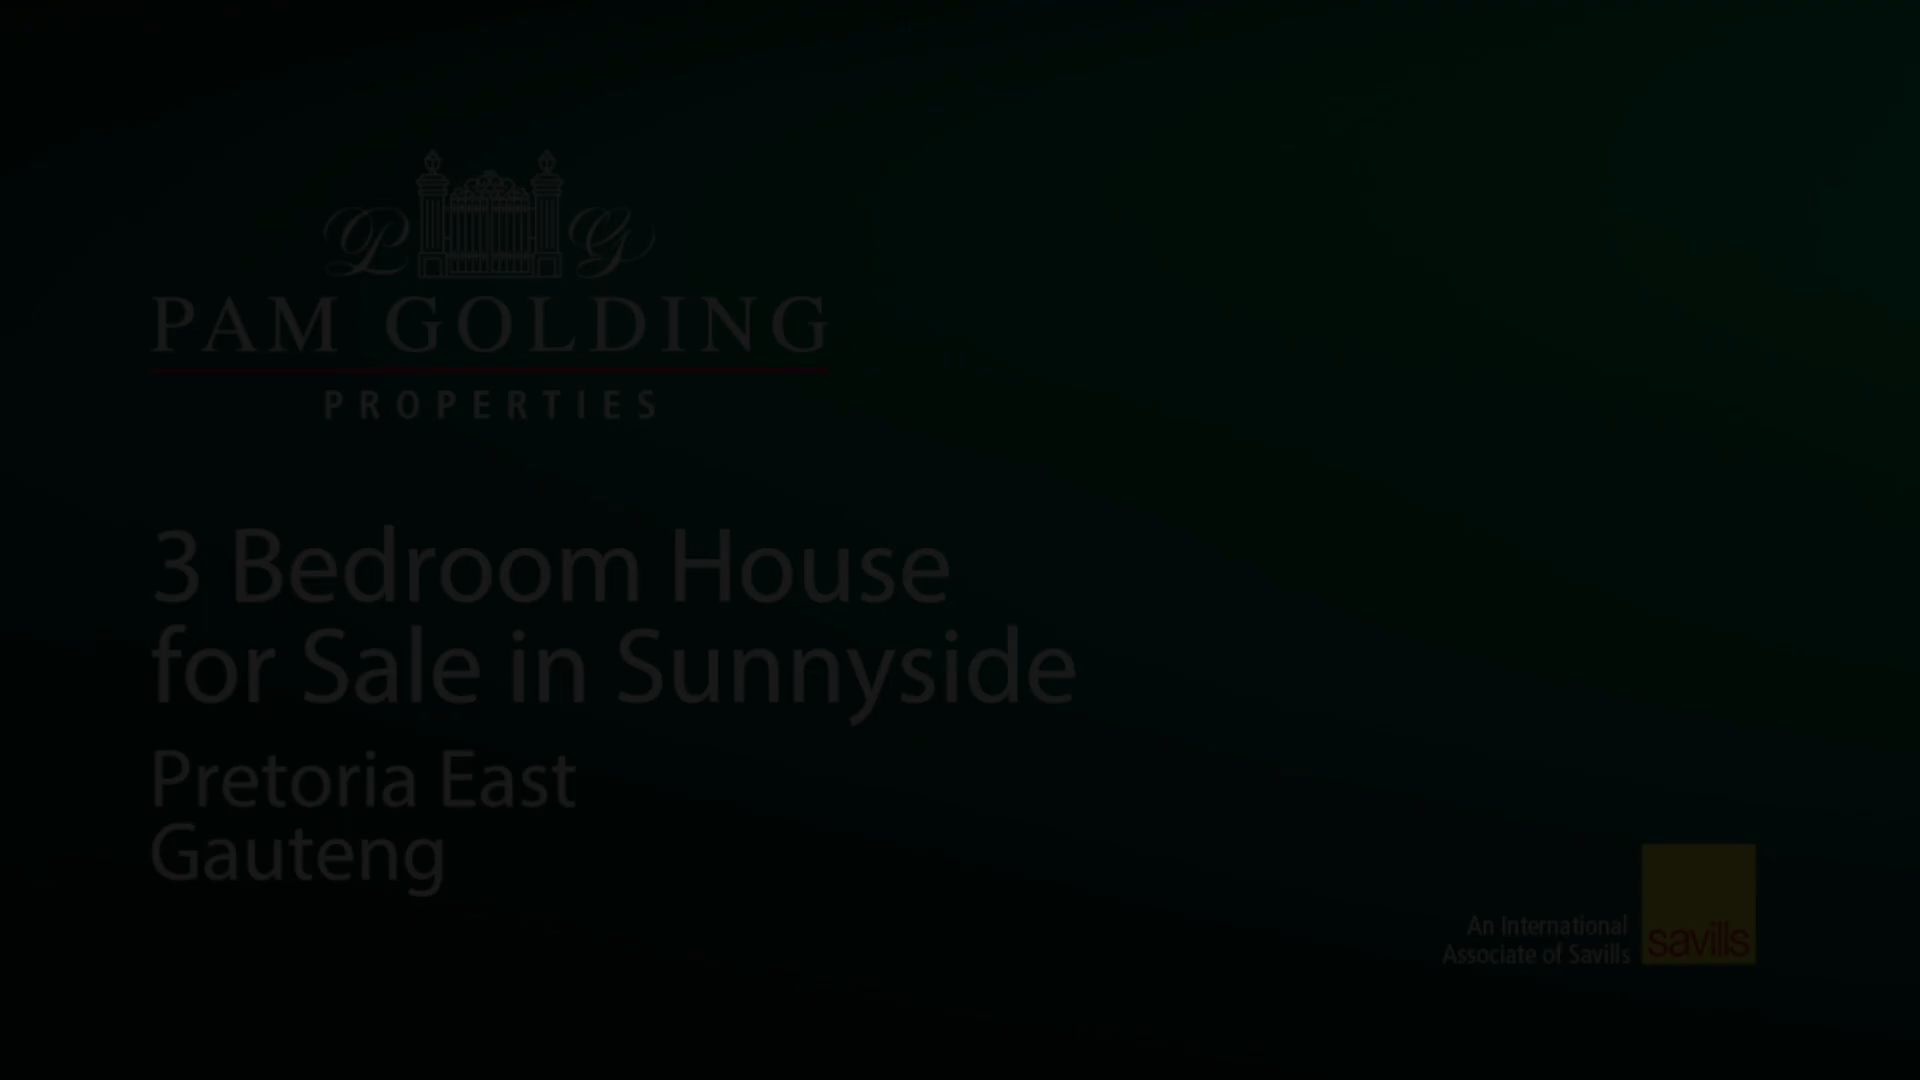 P G
PAM GOLDING
PROPERTIES
3 Bedroom House
for Sale in Sunnyside
Pretoria East
Gauteng
An International
Associate of Savills
savills